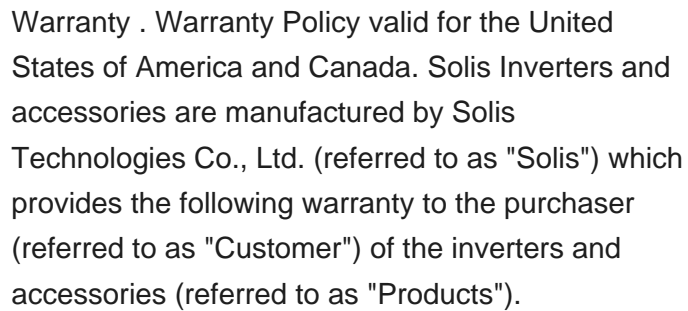 Warranty . Warranty Policy valid for the United
States of America and Canada. Solis Inverters and
accessories are manufactured by Solis
Technologies Co., Ltd. (referred to as "Solis") which
provides the following warranty to the purchaser
(referred to as "Customer") of the inverters and
accessories (referred to as "Products").